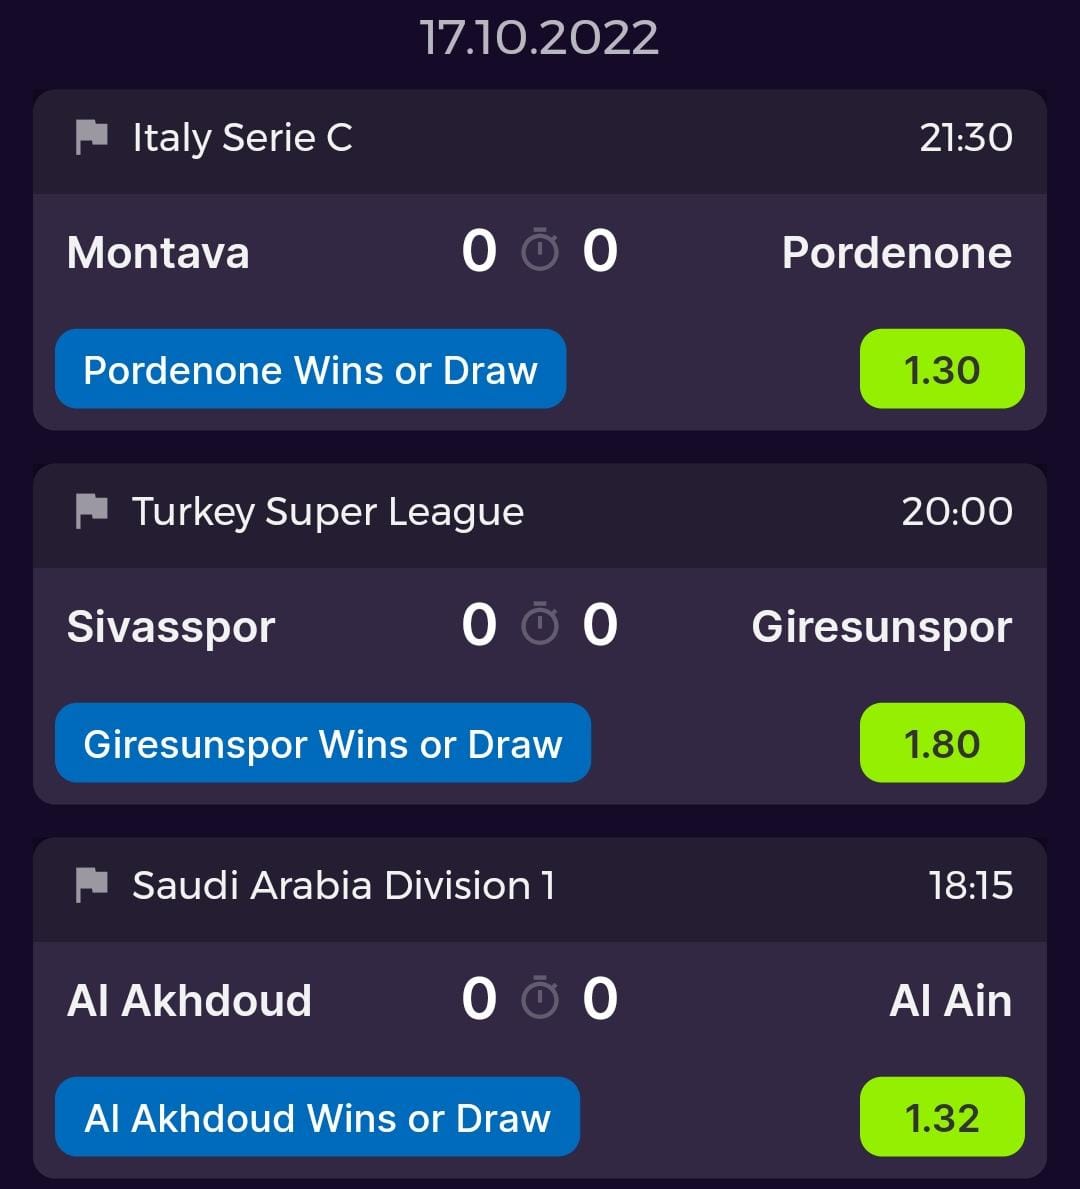 17.10.2022
Italy Serie C 21:30
Montava 0 0 Pordenone
Pordenone Wins or Draw 1.30
Turkey Super League 20:00
Sivasspor 0 0 Giresunspor
Giresunspor Wins or Draw 1.80
Saudi Arabia Division 1 18:15
Al Akhdoud 0 0 Al Ain
Al Akhdoud Wins or Draw 1.32